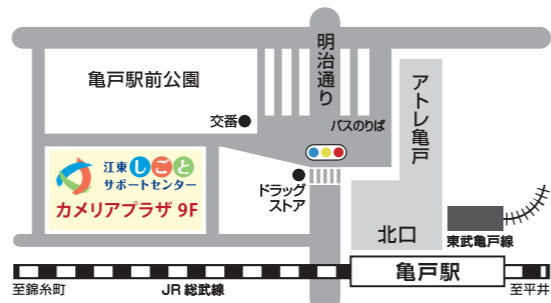 明治通り
亀戸駅前公園
アトレ亀戸
交番
バスのりば
江東しごと
サポートセンター
カメリアプラザ 9F
ドラッグ
ストア
北口
東武亀戸線
亀戸駅
至錦糸町
JR 総武線
至平井